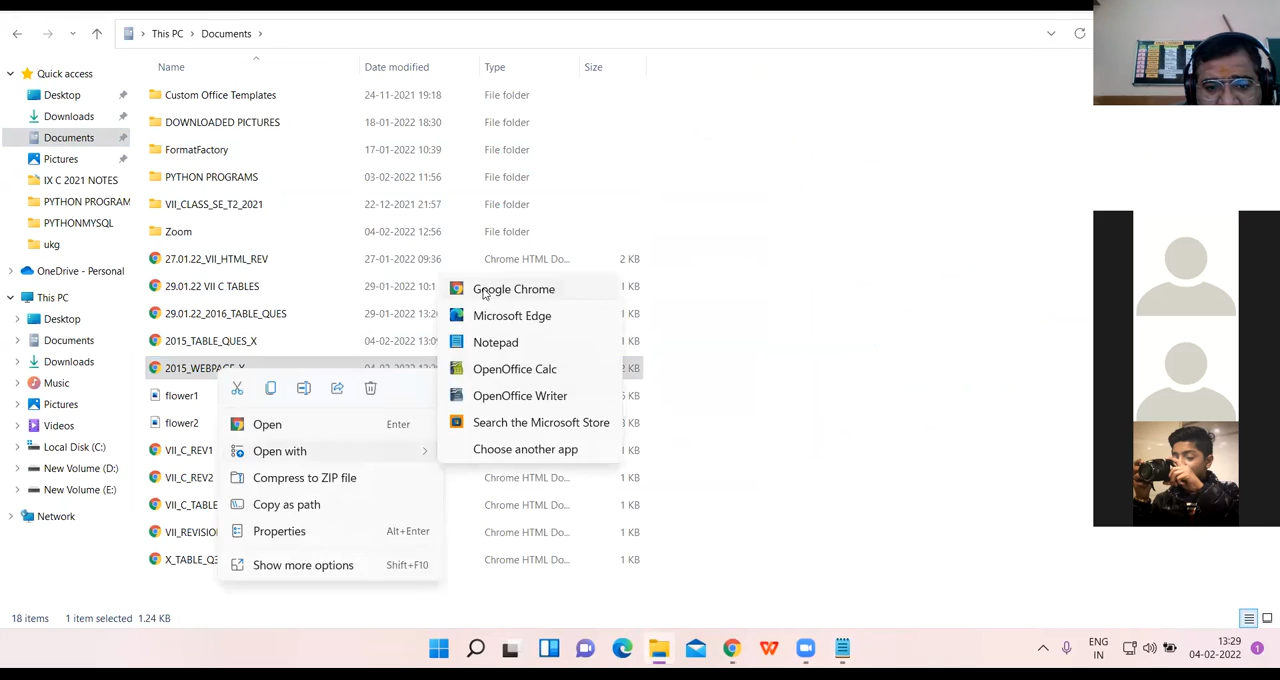 This PC > Documents >
Name Date modified Type Size
Quick access
Desktop
Downloads
Documents
Pictures
IX C 2021 NOTES
PYTHON PROGRAM
PYTHONMYSQL
ukg
OneDrive - Personal
This PC
Desktop
Documents
Downloads
Music
Pictures
Videos
Local Disk (C:)
New Volume (D:)
New Volume (E:)
Network
Custom Office Templates 24-11-2021 19:18 File folder
DOWNLOADED PICTURES 18-01-2022 18:30 File folder
FormatFactory 17-01-2022 10:39 File folder
PYTHON PROGRAMS 03-02-2022 11:56 File folder
VII_CLASS_SE_T2_2021 22-12-2021 21:57 File folder
Zoom 04-02-2022 12:56 File folder
27.01.22_VII_HTML_REV 27-01-2022 09:36 Chrome HTML Do... 2 KB
29.01.22 VII C TABLES 29-01-2022 10:1 1 KB
29.01.22_2016_TABLE_QUES 29-01-2022 13:2 1 KB
2015_TABLE_QUES_X 04-02-2022 13:0 1 KB
2015_WEBPAGE_X 2 KB
flower1 KB
flower2 KB
VII_C_REV1 KB
VII_C_REV2 Chrome HTML Do... 1 KB
VII_C_TABLE Chrome HTML Do... 1 KB
VII_REVISIO Chrome HTML Do... 1 KB
X_TABLE_Q Chrome HTML Do... 1 KB
Open Enter
Open with
Compress to ZIP file
Copy as path
Properties Alt+Enter
Show more options Shift+F10
Google Chrome
Microsoft Edge
Notepad
OpenOffice Calc
OpenOffice Writer
Search the Microsoft Store
Choose another app
18 items 1 item selected 1.24 KB
ENG
IN
13:29
04-02-2022
1